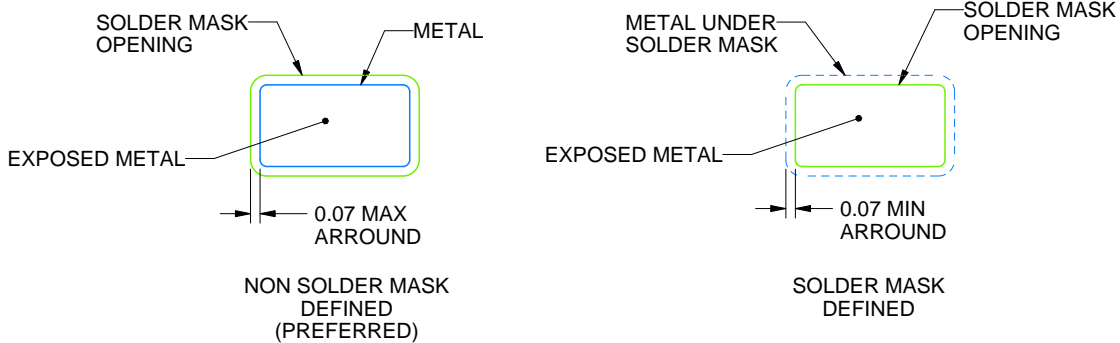 SOLDER MASK
OPENING
METAL
EXPOSED METAL
0.07 MAX
ARROUND
NON SOLDER MASK
DEFINED
(PREFERRED)
METAL UNDER
SOLDER MASK
SOLDER MASK
OPENING
EXPOSED METAL
0.07 MIN
ARROUND
SOLDER MASK
DEFINED